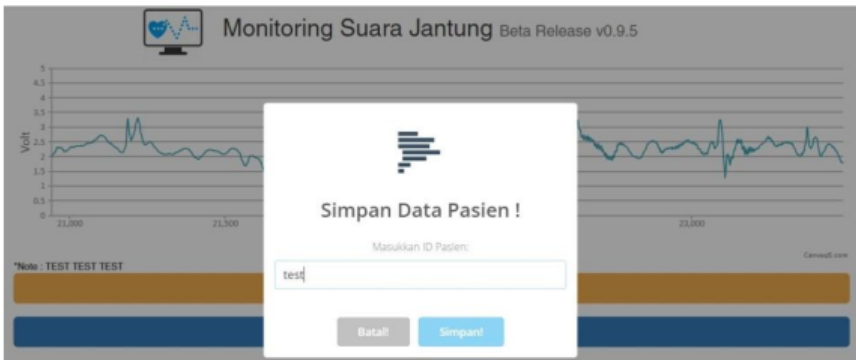 Monitoring Suara Jantung Beta Release v0.9.5
5
4.5
4
3.5
3
2.5
2
1.5
1
0.5
0
Volt
21,000
21,500
23,000
Simpan Data Pasien !
Masukkan ID Pasien:
test
Batal!
Simpan!
*Note : TEST TEST TEST
CanvasJS.com